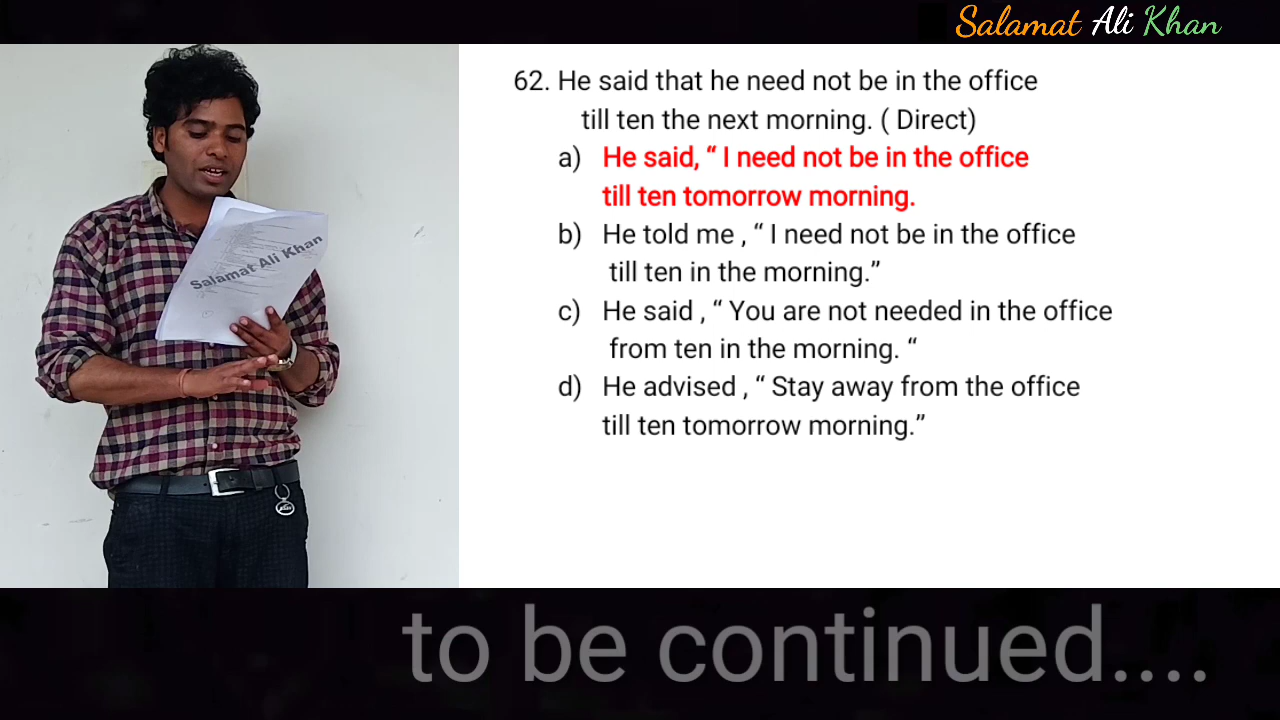 Salamat Ali Khan
62. He said that he need not be in the office
till ten the next morning. ( Direct)
a) He said, “ I need not be in the office
till ten tomorrow morning.
b) He told me , “ I need not be in the office
till ten in the morning.”
c) He said , “ You are not needed in the office
from ten in the morning. “
d) He advised , “ Stay away from the office
till ten tomorrow morning.”
Salamat Ali Khan
to be continued....